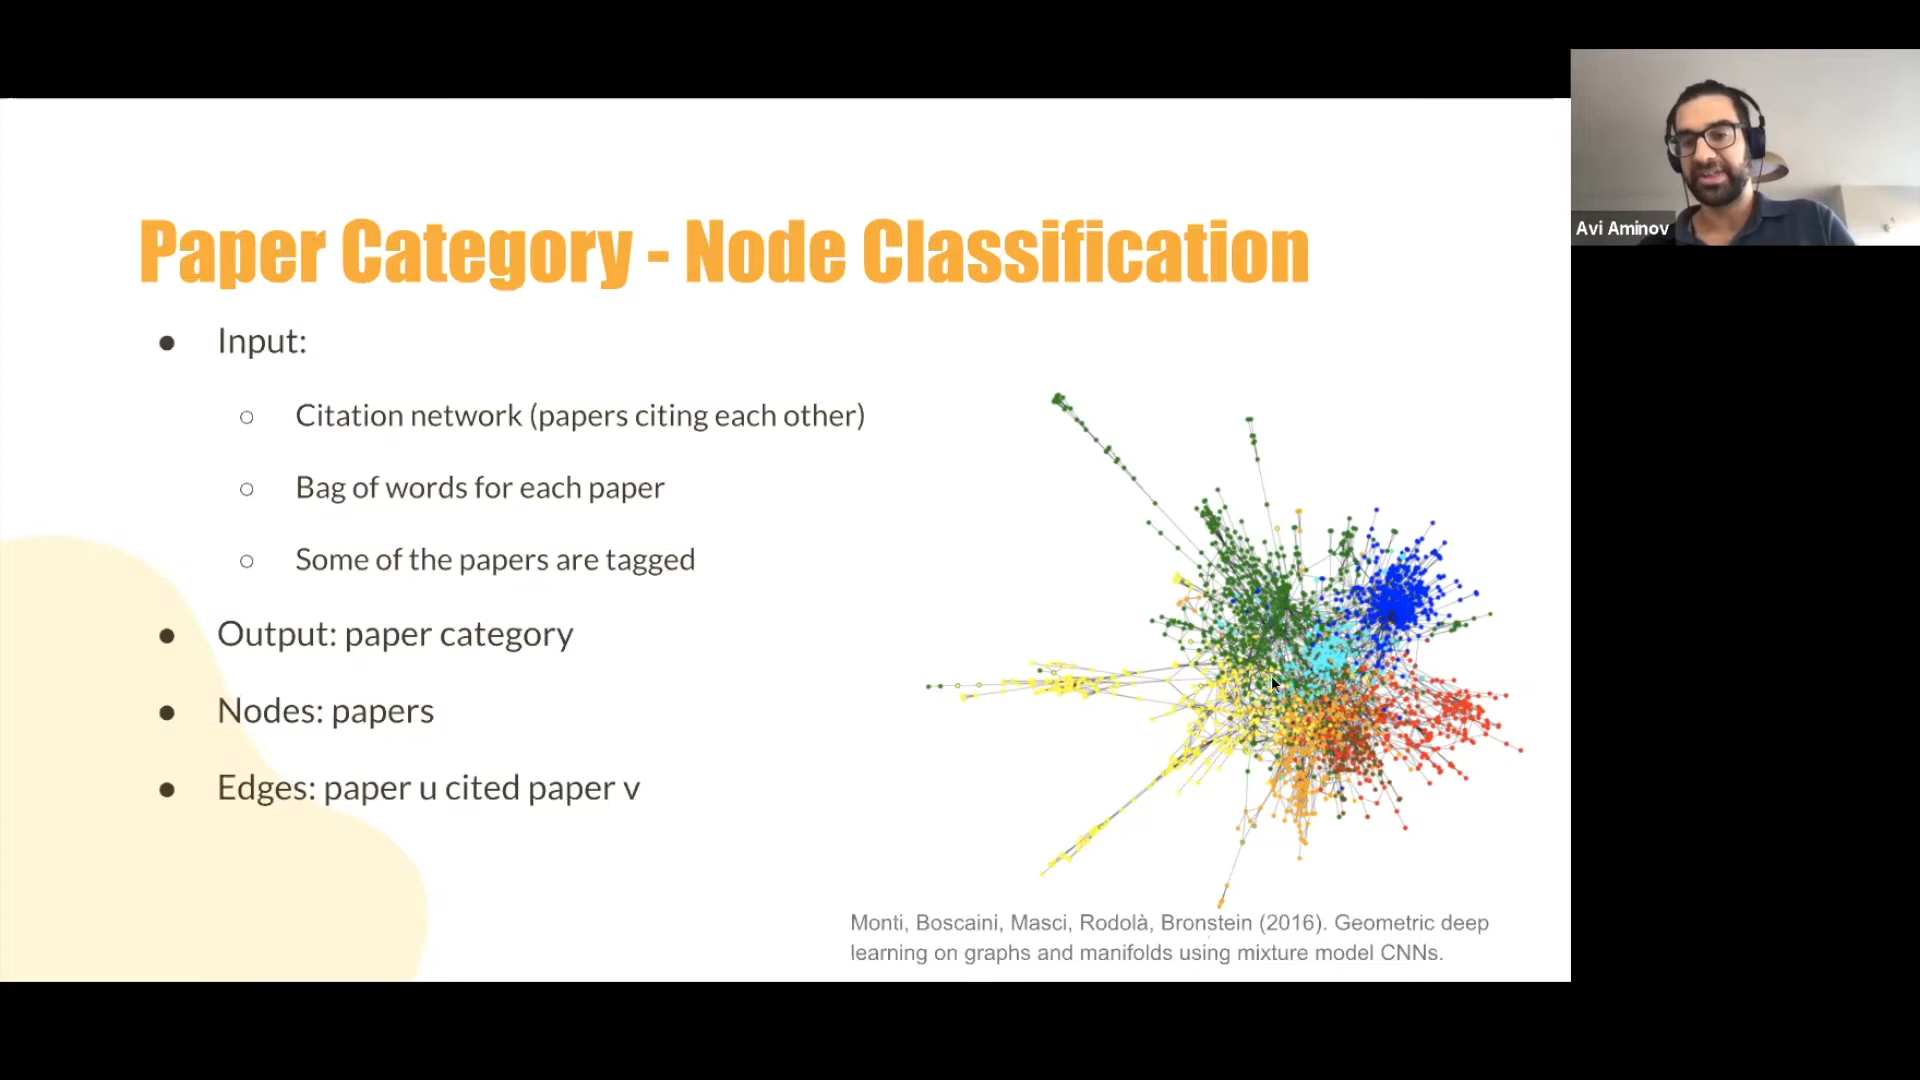 Paper Category - Node Classification
Input:
Citation network (papers citing each other)
Bag of words for each paper
Some of the papers are tagged
Output: paper category
Nodes: papers
Edges: paper u cited paper v
Monti, Boscaini, Masci, Rodolà, Bronstein (2016). Geometric deep
learning on graphs and manifolds using mixture model CNNs.
Avi Aminov